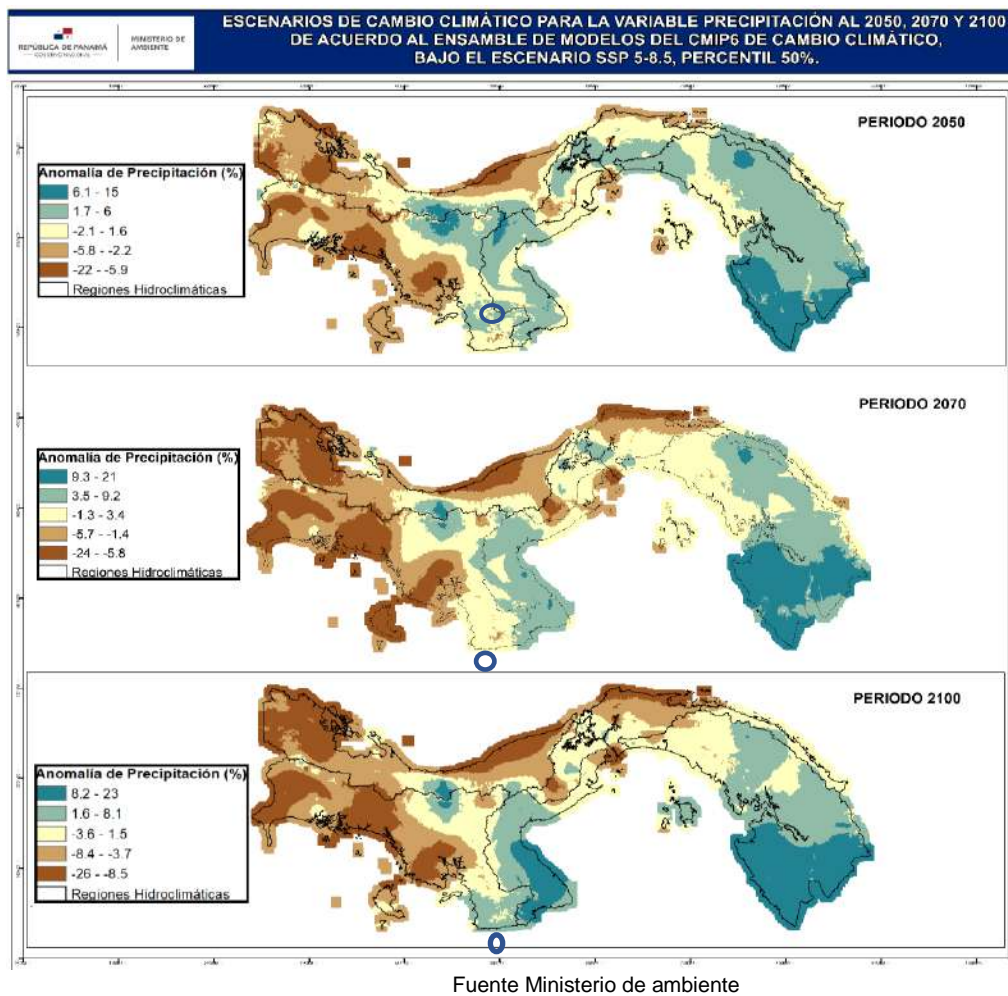 REPÚBLICA DE PANAMÁ
MINISTERIO DE
AMBIENTE
ESCENARIOS DE CAMBIO CLIMÁTICO PARA LA VARIABLE PRECIPITACIÓN AL 2050, 2070 Y 2100
DE ACUERDO AL ENSAMBLE DE MODELOS DEL CMIP6 DE CAMBIO CLIMÁTICO,
BAJO EL ESCENARIO SSP 5-8.5, PERCENTIL 50%.
PERIODO 2050
Anomalía de Precipitación (%)
6.1 - 15
1.7 - 6
-2.1 - 1.6
-5.8 - -2.2
-22 - -5.9
Regiones Hidroclimáticas
PERIODO 2070
Anomalía de Precipitación (%)
9.3 - 21
3.5 - 9.2
-1.3 - 3.4
-5.7 - -1.4
-24 - -5.8
Regiones Hidroclimáticas
PERIODO 2100
Anomalía de Precipitación (%)
8.2 - 23
1.6 - 8.1
-3.6 - 1.5
-8.4 - -3.7
-26 - -8.5
Regiones Hidroclimáticas
Fuente Ministerio de ambiente